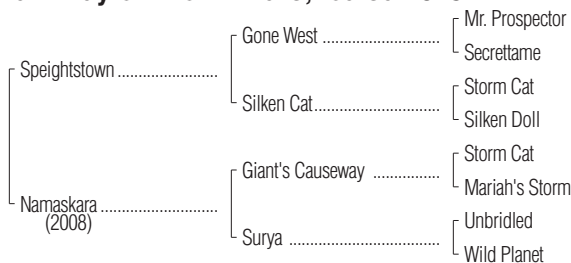 Mr. Prospector
Gone West
Secrettame
Speightstown
Storm Cat
Silken Cat
Silken Doll
Storm Cat
Giant's Causeway
Mariah's Storm
Namaskara
(2008)
Unbridled
Surya
Wild Planet